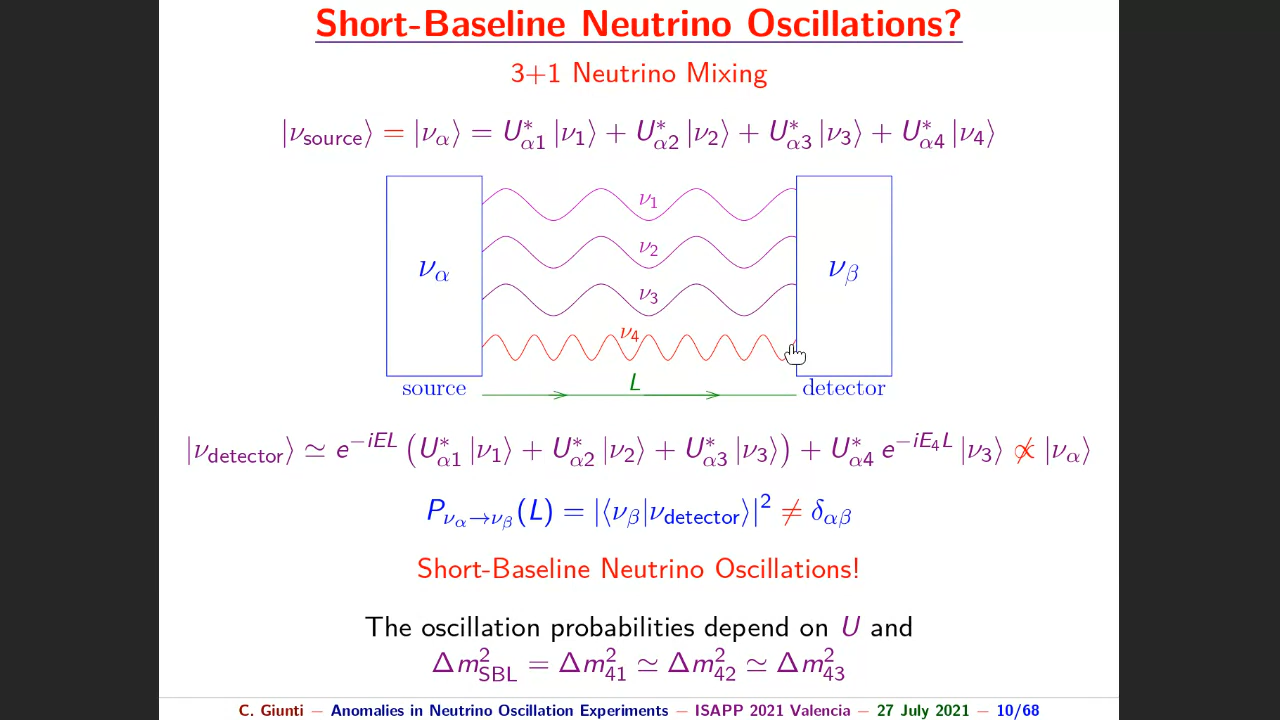 Short-Baseline Neutrino Oscillations?
3+1 Neutrino Mixing
|ν_source⟩ = |ν_α⟩ = U*_α1 |ν_1⟩ + U*_α2 |ν_2⟩ + U*_α3 |ν_3⟩ + U*_α4 |ν_4⟩
ν_1
ν_2
ν_α
ν_β
ν_3
ν_4
L
source
detector
|ν_detector⟩ ≃ e^{−iEL} (U*_α1 |ν_1⟩ + U*_α2 |ν_2⟩ + U*_α3 |ν_3⟩) + U*_α4 e^{−iE_4L} |ν_3⟩ ∝̸ |ν_α⟩
P_{ν_α→ν_β}(L) = |⟨ν_β|ν_detector⟩|² ≠ δ_αβ
Short-Baseline Neutrino Oscillations!
The oscillation probabilities depend on U and
Δm²_SBL = Δm²_41 ≃ Δm²_42 ≃ Δm²_43
C. Giunti − Anomalies in Neutrino Oscillation Experiments − ISAPP 2021 Valencia − 27 July 2021 − 10/68